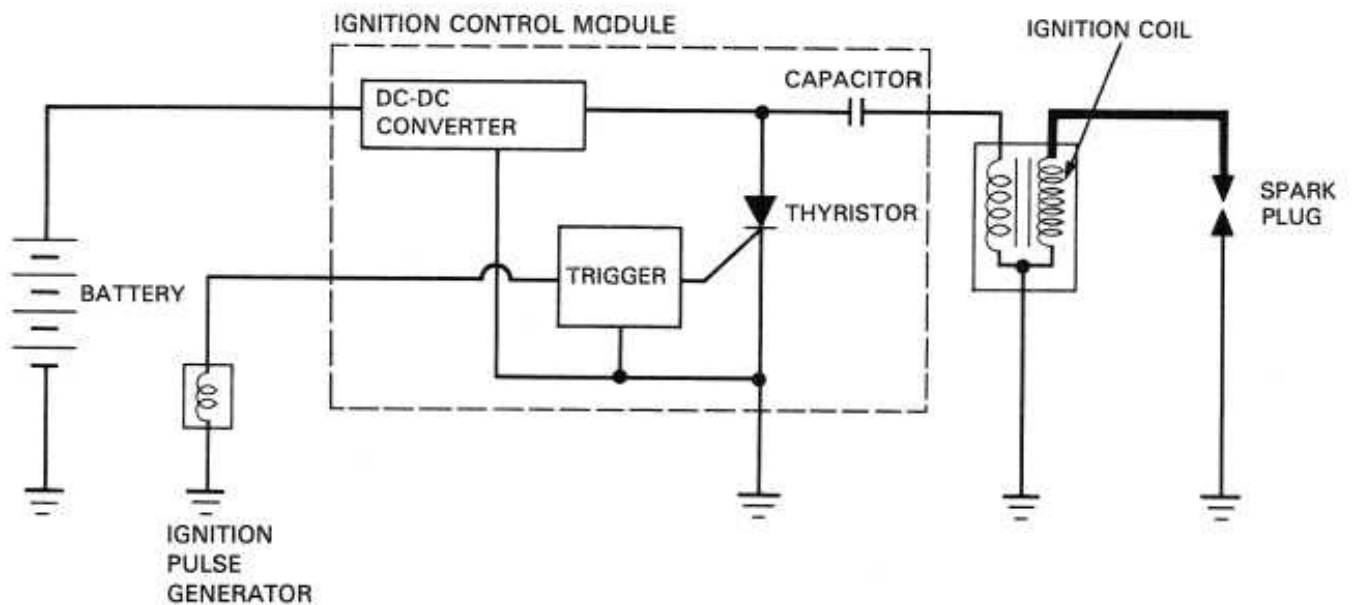 IGNITION CONTROL MODULE
IGNITION COIL
CAPACITOR
DC-DC
CONVERTER
THYRISTOR
SPARK
PLUG
TRIGGER
BATTERY
IGNITION
PULSE
GENERATOR